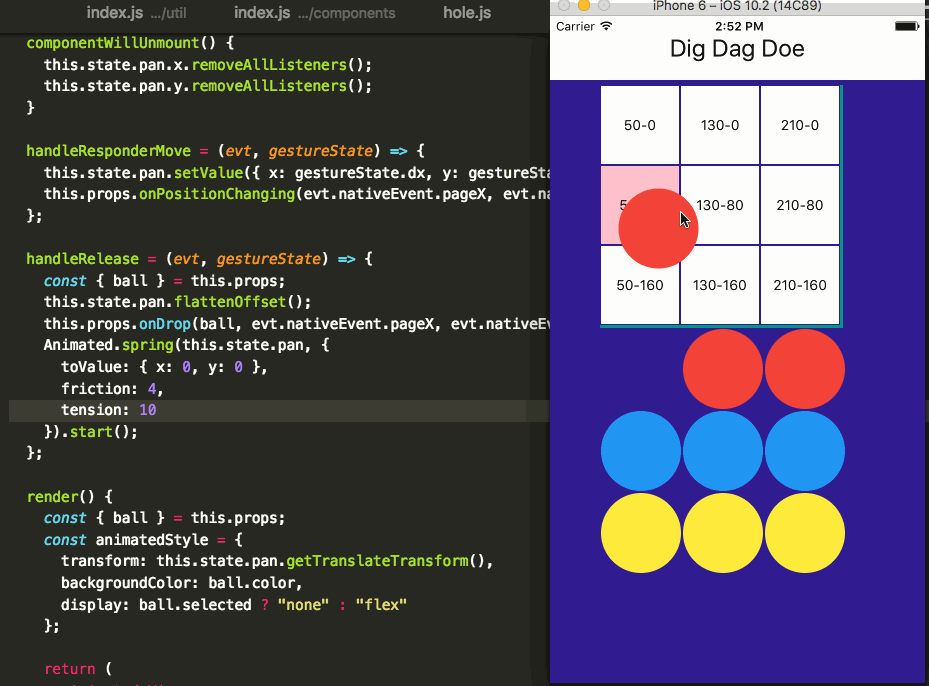 index.js …/util index.js …/components hole.js
componentWillUnmount() {
this.state.pan.x.removeAllListeners();
this.state.pan.y.removeAllListeners();
}
handleResponderMove = (evt, gestureState) => {
this.state.pan.setValue({ x: gestureState.dx, y: gestureSta
this.props.onPositionChanging(evt.nativeEvent.pageX, evt.na
};
handleRelease = (evt, gestureState) => {
const { ball } = this.props;
this.state.pan.flattenOffset();
this.props.onDrop(ball, evt.nativeEvent.pageX, evt.nativeEv
Animated.spring(this.state.pan, {
toValue: { x: 0, y: 0 },
friction: 4,
tension: 10
}).start();
};
render() {
const { ball } = this.props;
const animatedStyle = {
transform: this.state.pan.getTranslateTransform(),
backgroundColor: ball.color,
display: ball.selected ? "none" : "flex"
};
return (
iPhone 6 – iOS 10.2 (14C89)
Carrier 2:52 PM
Dig Dag Doe
50-0 130-0 210-0
130-80 210-80
50-160 130-160 210-160